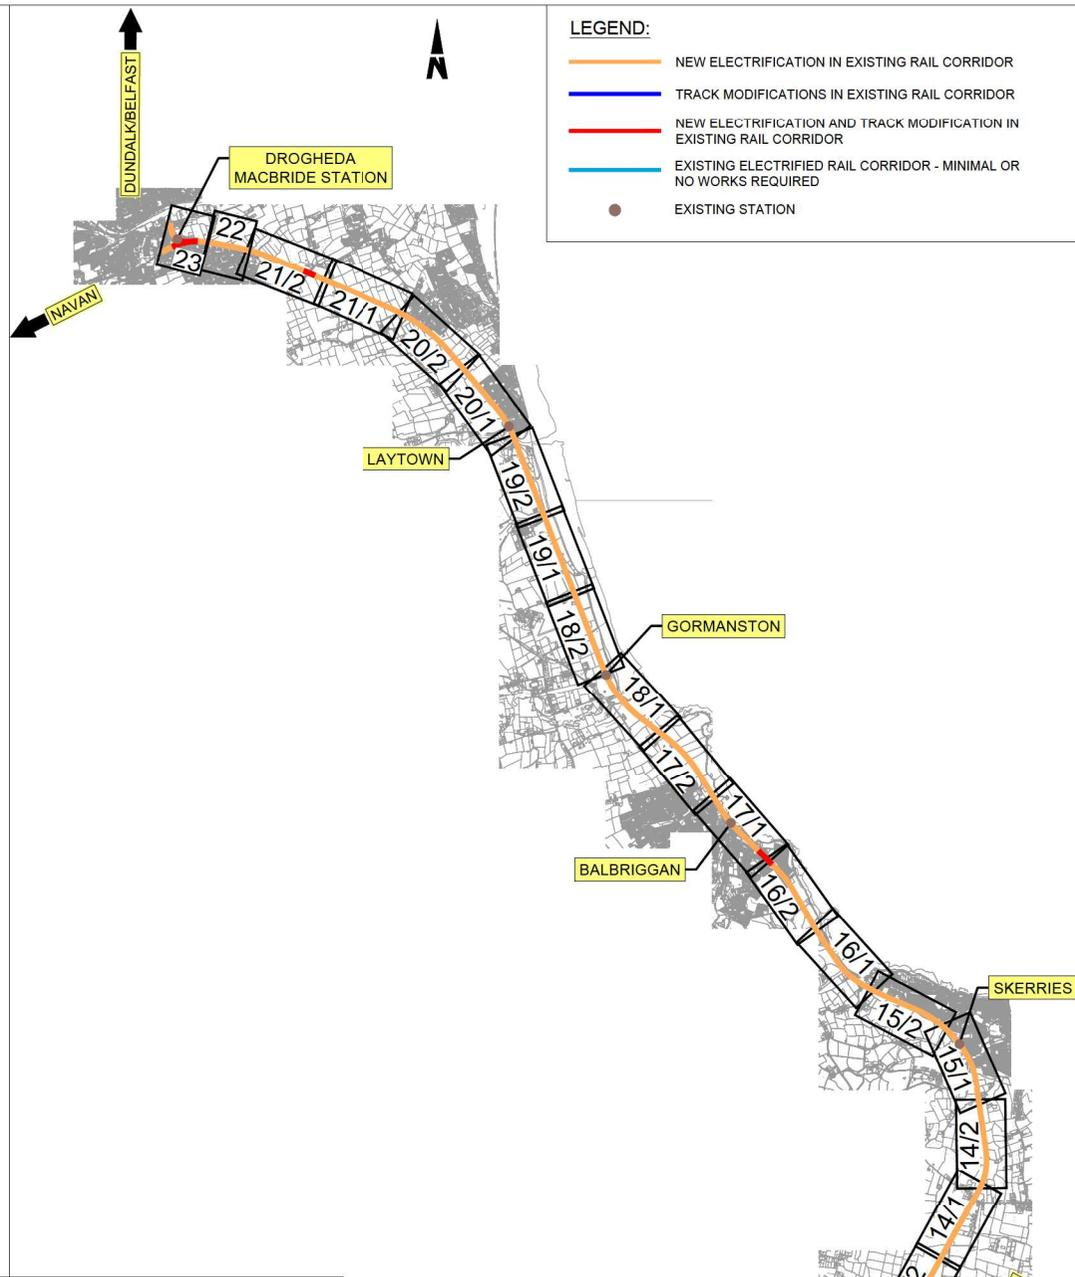 LEGEND:
NEW ELECTRIFICATION IN EXISTING RAIL CORRIDOR
TRACK MODIFICATIONS IN EXISTING RAIL CORRIDOR
NEW ELECTRIFICATION AND TRACK MODIFICATION IN
EXISTING RAIL CORRIDOR
EXISTING ELECTRIFIED RAIL CORRIDOR - MINIMAL OR
NO WORKS REQUIRED
EXISTING STATION
N
DUNDALK/BELFAST
DROGHEDA
MACBRIDE STATION
NAVAN
23
22
21/2
21/1
20/2
20/1
LAYTOWN
19/2
19/1
18/2
GORMANSTON
18/1
17/2
17/1
BALBRIGGAN
16/2
16/1
SKERRIES
15/2
15/1
14/2
14/1